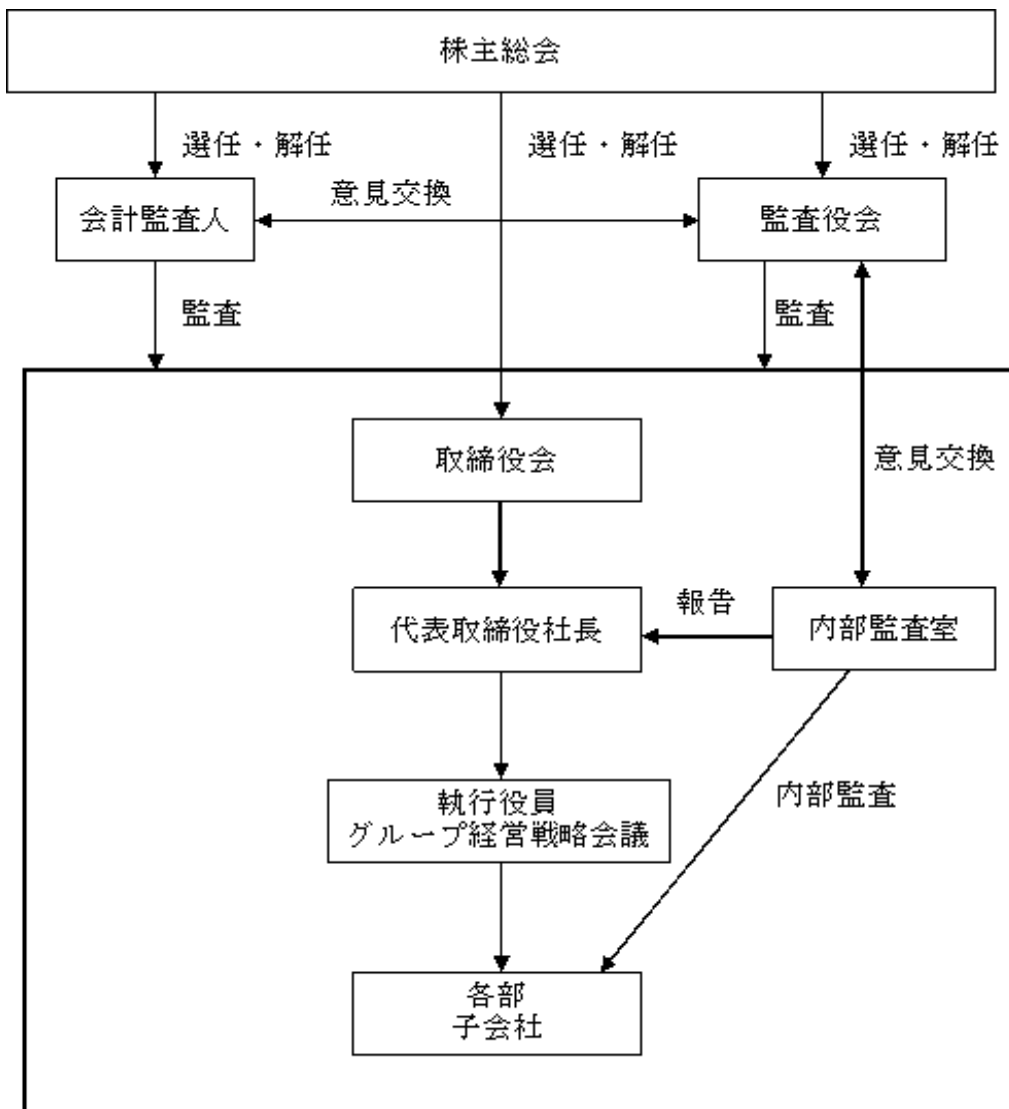 株主総会
選任・解任
選任・解任
選任・解任
会計監査人
意見交換
監査役会
監査
監査
取締役会
意見交換
代表取締役社長
報告
内部監査室
執行役員
グループ経営戦略会議
内部監査
各部
子会社